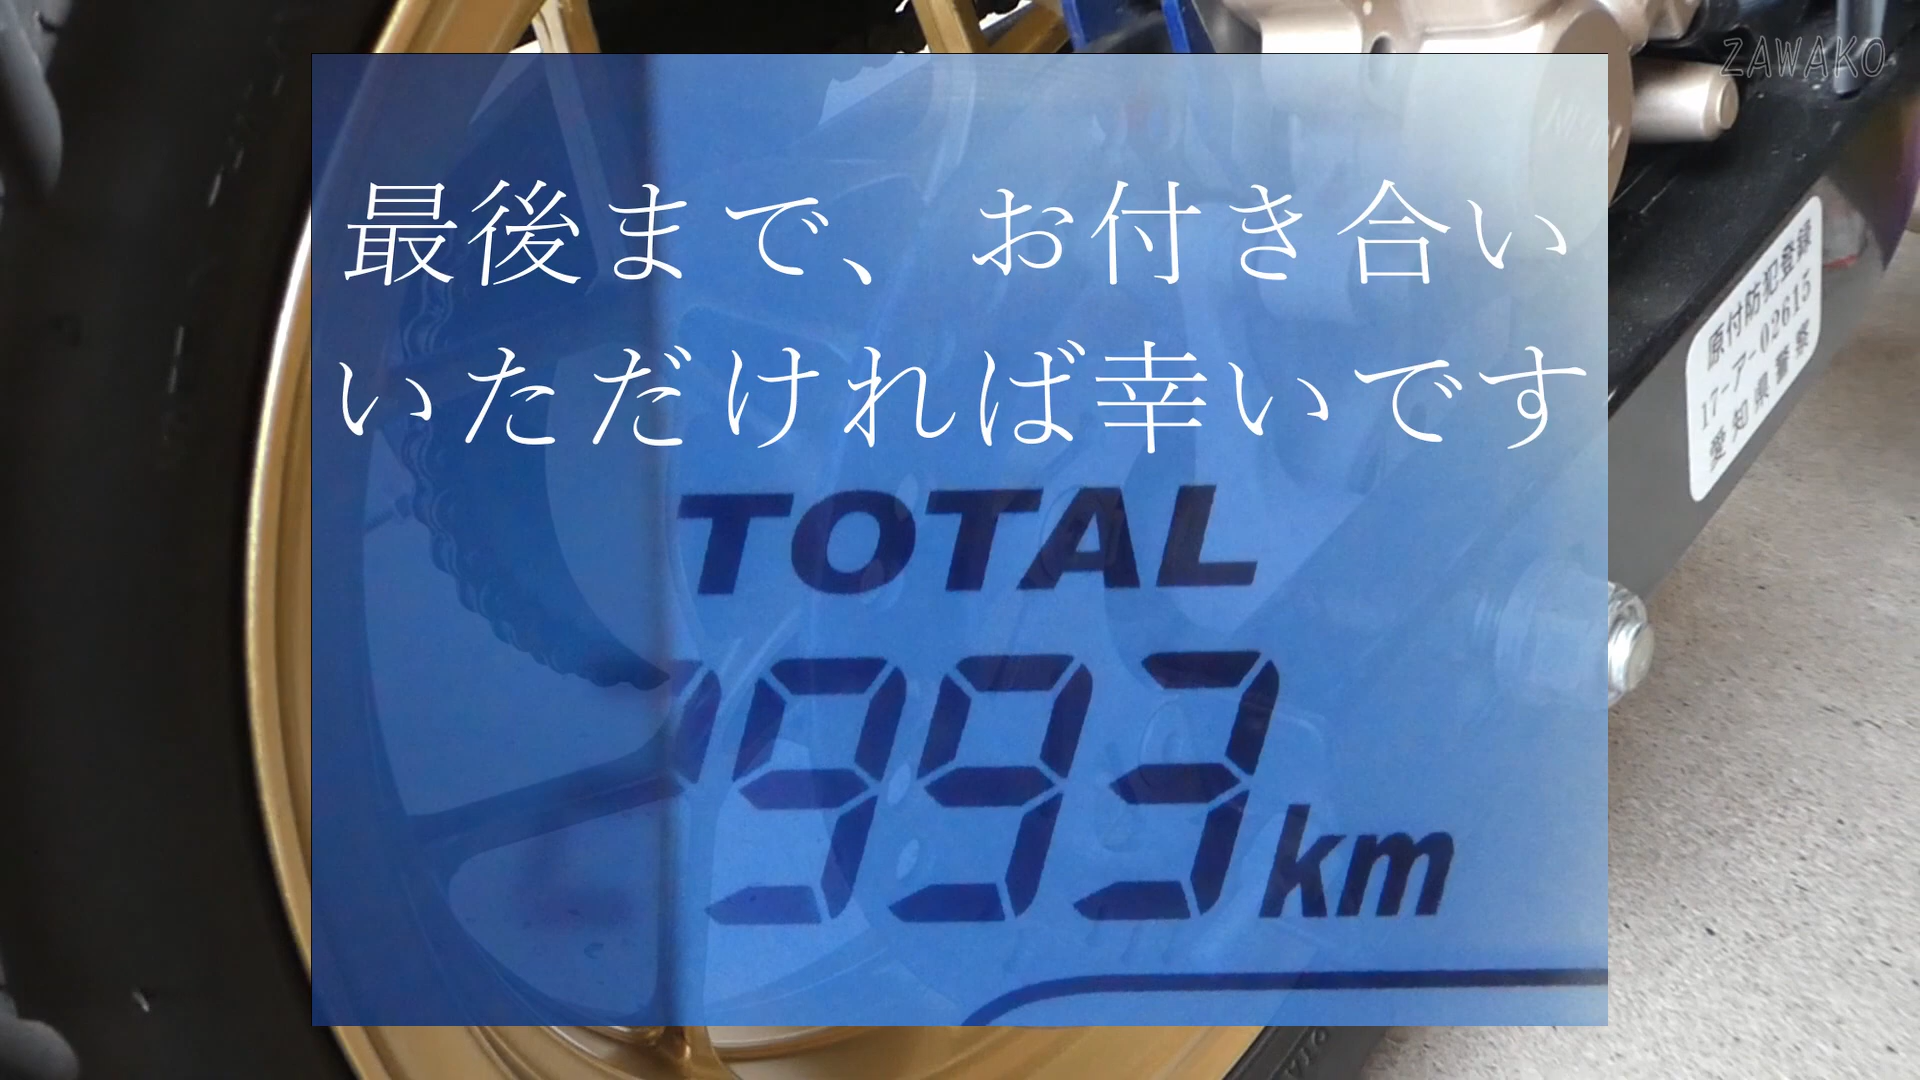 ZAWAKO
最後まで、お付き合い
いただければ幸いです
原付防犯登録
17-ア-02615
愛知県警察
TOTAL
993km